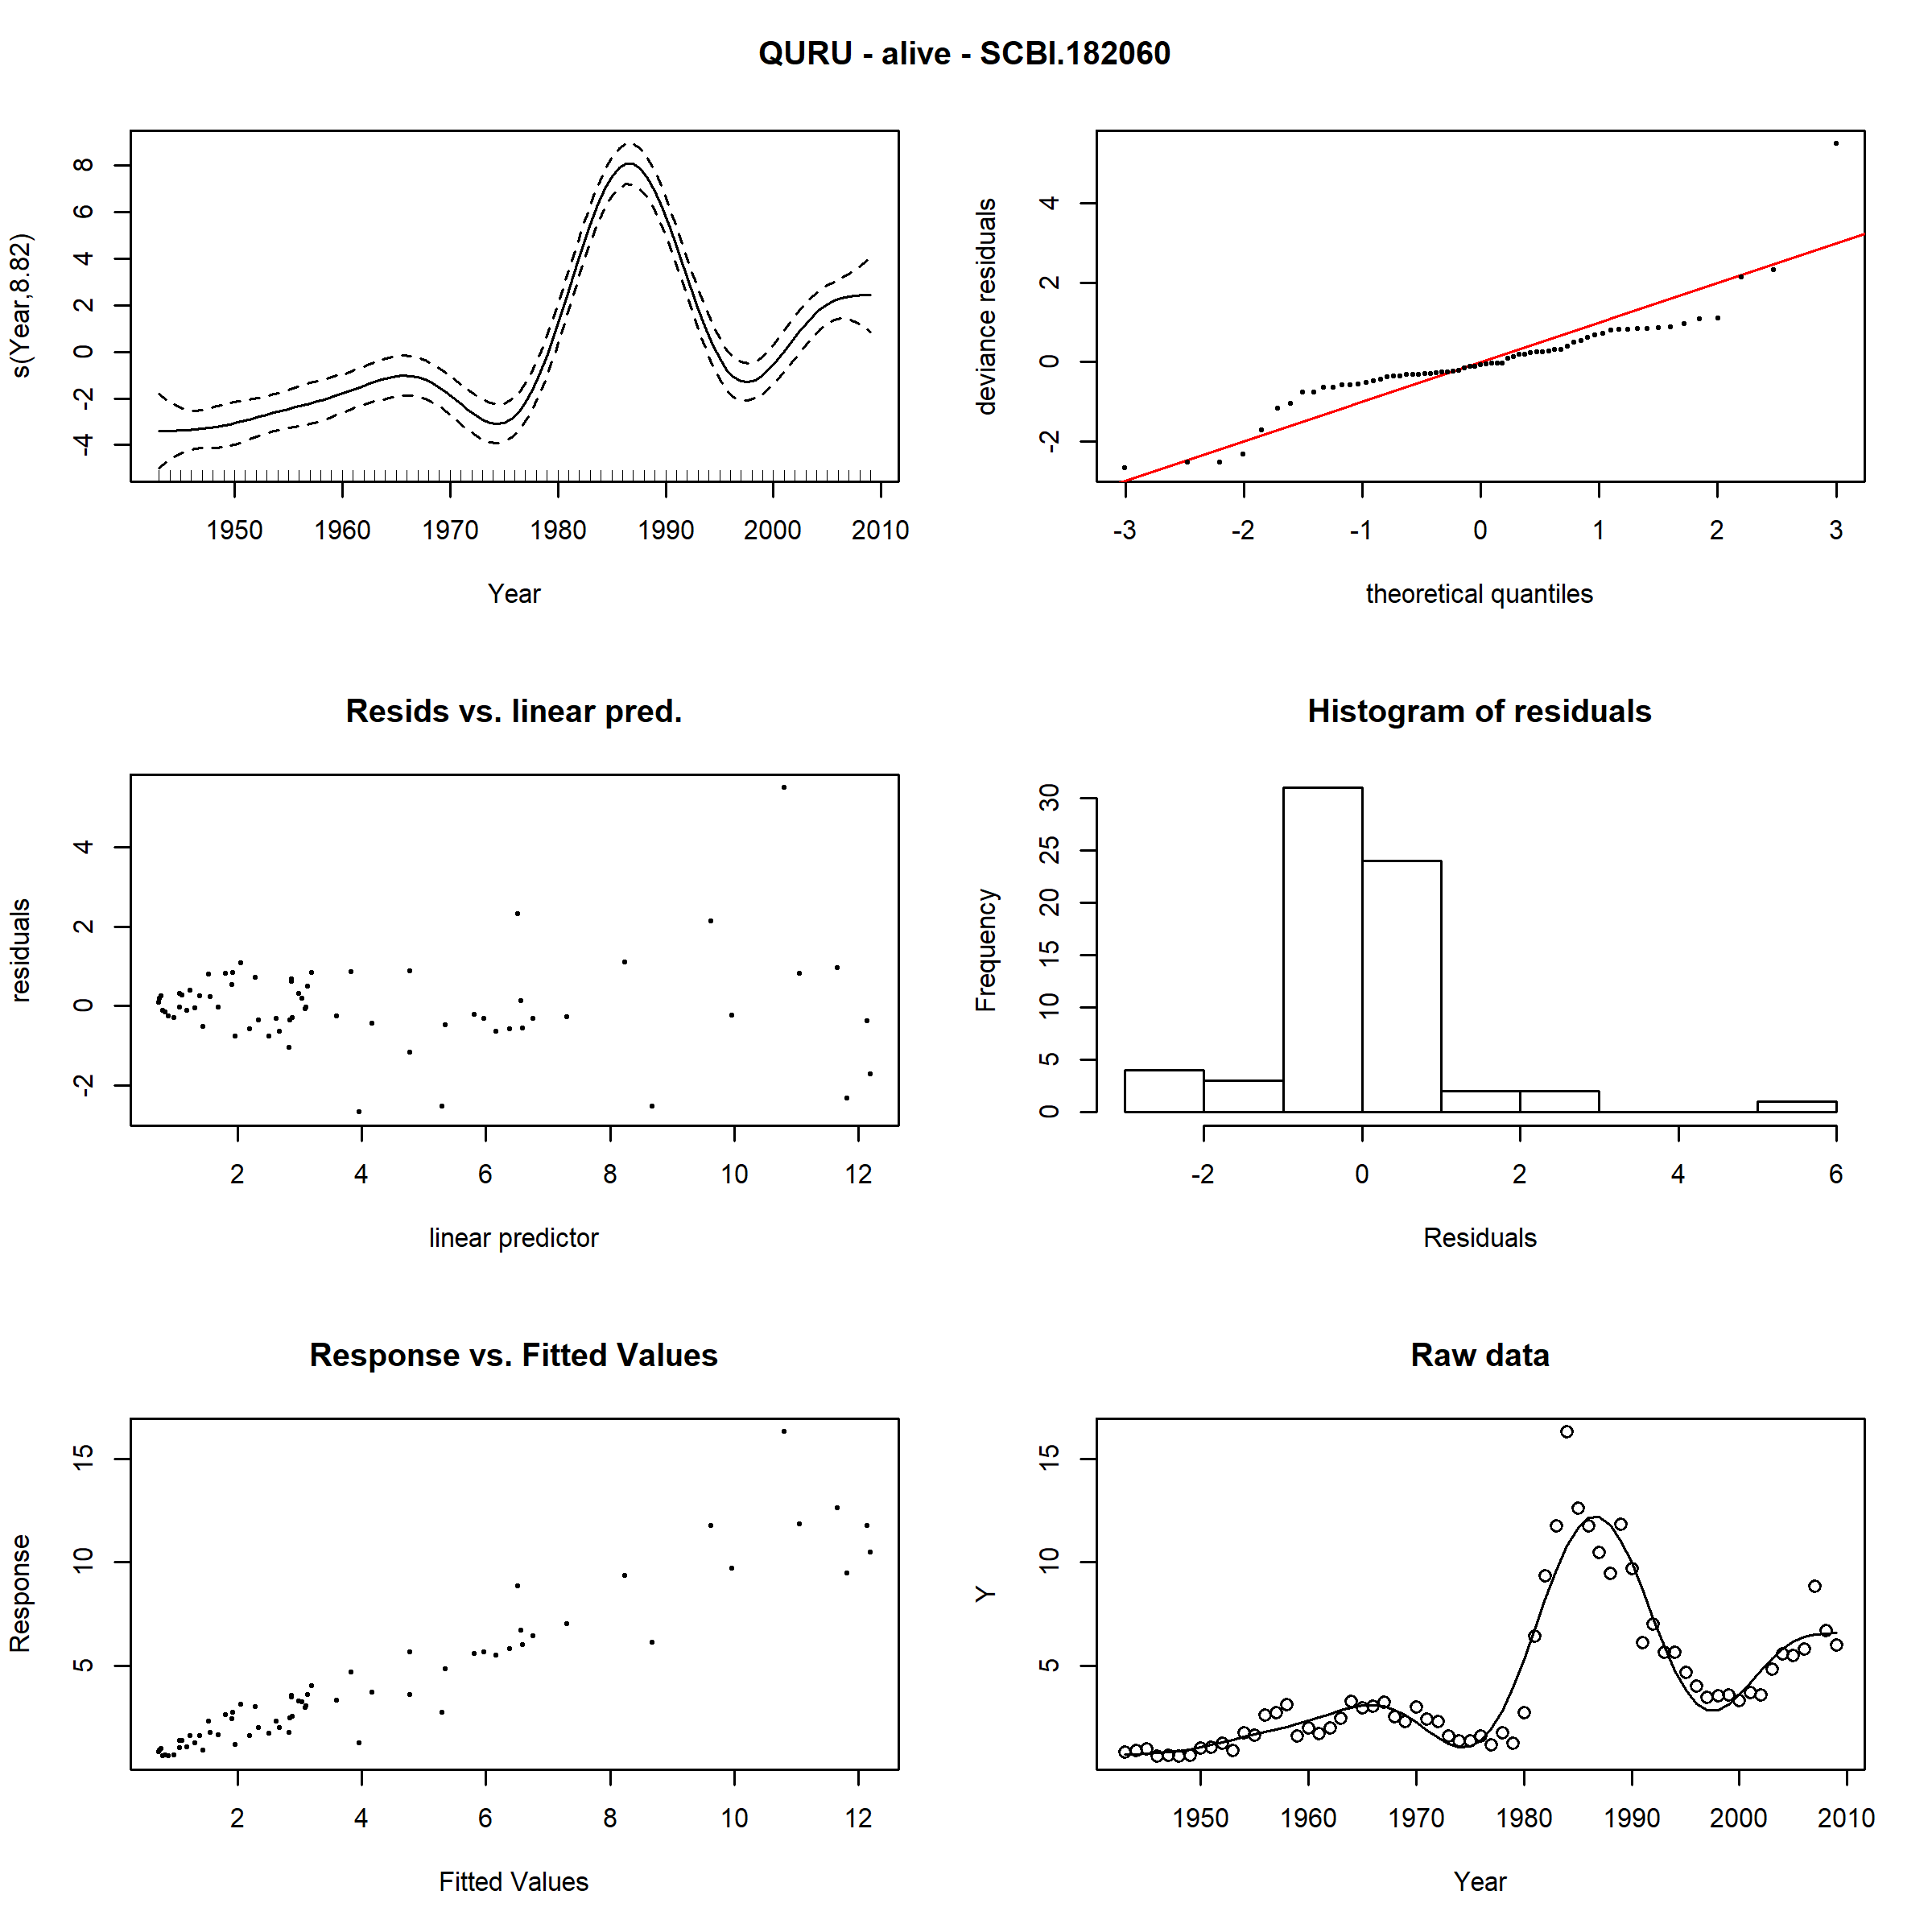 QURU - alive - SCBI.182060
s(Year,8.82)
8
6
4
2
0
-2
-4
1950 1960 1970 1980 1990 2000 2010
Year
deviance residuals
4
2
0
-2
-3 -2 -1 0 1 2 3
theoretical quantiles
Resids vs. linear pred.
residuals
4
2
0
-2
2 4 6 8 10 12
linear predictor
Histogram of residuals
Frequency
30
25
20
15
10
5
0
-2 0 2 4 6
Residuals
Response vs. Fitted Values
Response
15
10
5
2 4 6 8 10 12
Fitted Values
Raw data
Y
15
10
5
1950 1960 1970 1980 1990 2000 2010
Year